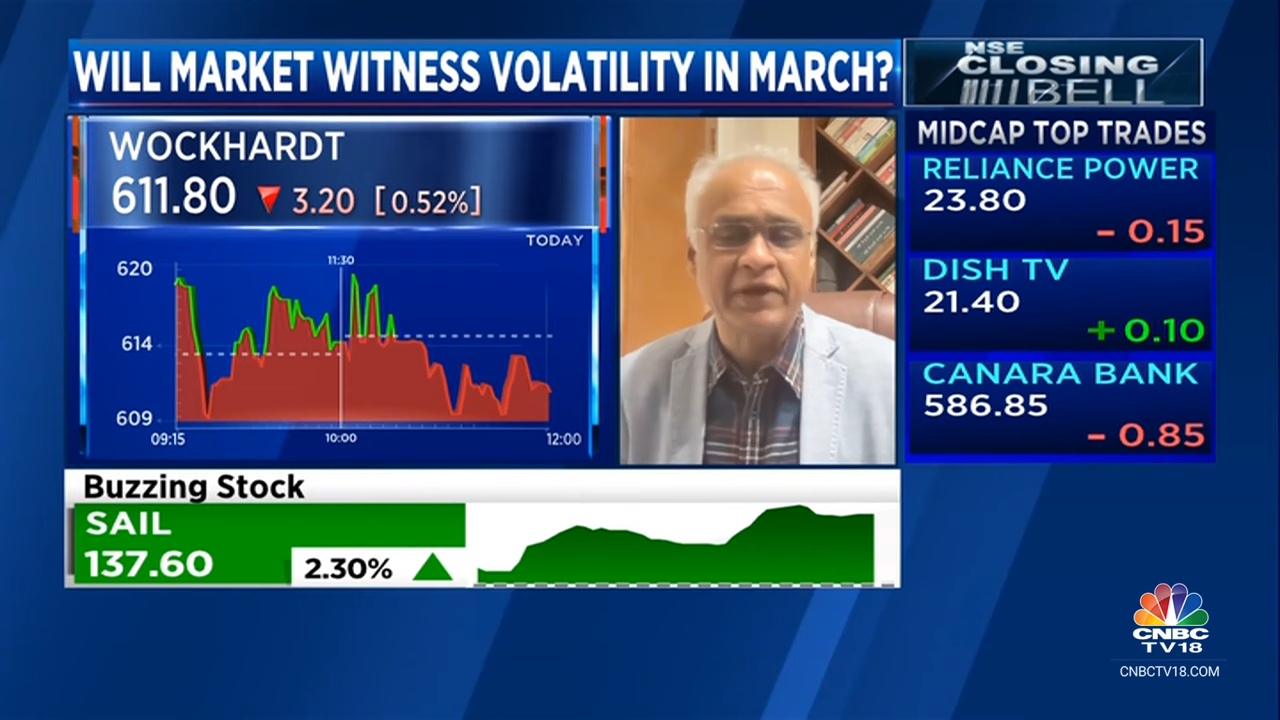 WILL MARKET WITNESS VOLATILITY IN MARCH?
NSE
CLOSING
BELL
WOCKHARDT
611.80 ▼ 3.20 [0.52%]
TODAY
11:30
620
614
609
09:15 10:00 12:00
MIDCAP TOP TRADES
RELIANCE POWER
23.80
- 0.15
DISH TV
21.40
+ 0.10
CANARA BANK
586.85
- 0.85
Buzzing Stock
SAIL
137.60 2.30% ▲
CNBC
TV18
CNBCTV18.COM